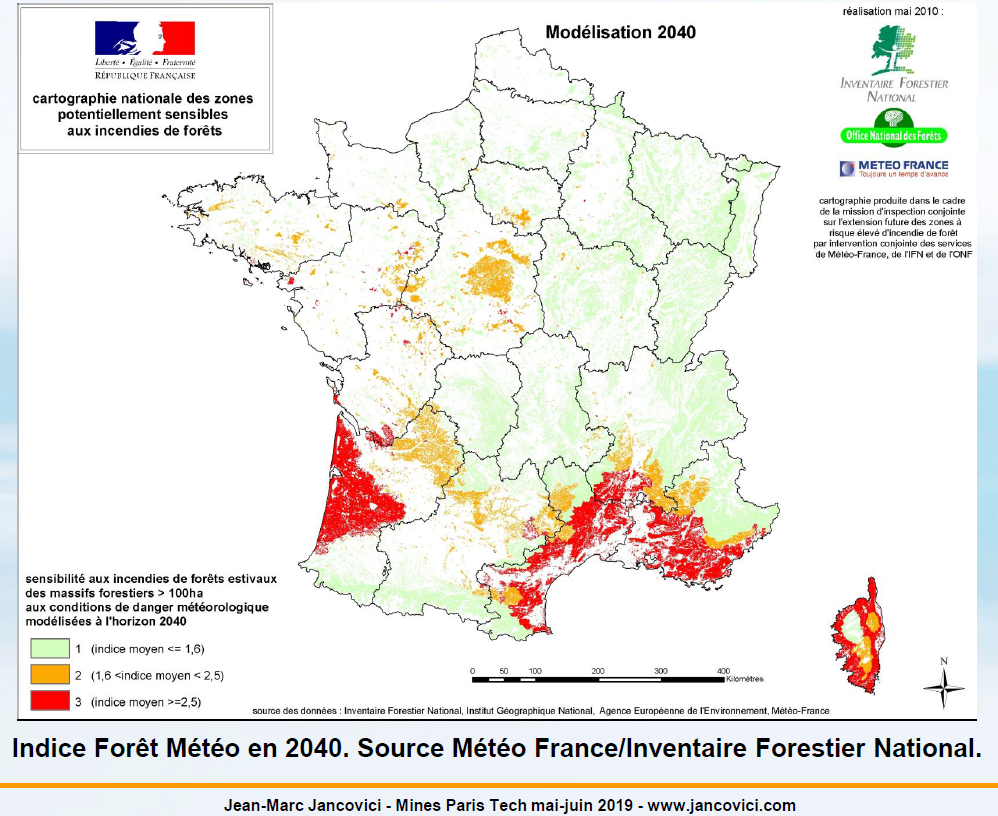 Liberté • Égalité • Fraternité
RÉPUBLIQUE FRANÇAISE
cartographie nationale des zones
potentiellement sensibles
aux incendies de forêts
Modélisation 2040
réalisation mai 2010 :
INVENTAIRE FORESTIER
NATIONAL
Office National des Forêts
METEO FRANCE
Toujours un temps d'avance
cartographie produite dans le cadre
de la mission d'inspection conjointe
sur l'extension future des zones à
risque élevé d'incendie de forêt
par intervention conjointe des services
de Météo-France, de l'IFN et de l'ONF
sensibilité aux incendies de forêts estivaux
des massifs forestiers > 100ha
aux conditions de danger météorologique
modélisées à l'horizon 2040
1 (indice moyen <= 1,6)
2 (1,6 <indice moyen < 2,5)
3 (indice moyen >=2,5)
0 50 100 200 300 400
Kilomètres
N
source des données : Inventaire Forestier National, Institut Géographique National, Agence Européenne de l'Environnement, Météo-France
Indice Forêt Météo en 2040. Source Météo France/Inventaire Forestier National.
Jean-Marc Jancovici - Mines Paris Tech mai-juin 2019 - www.jancovici.com